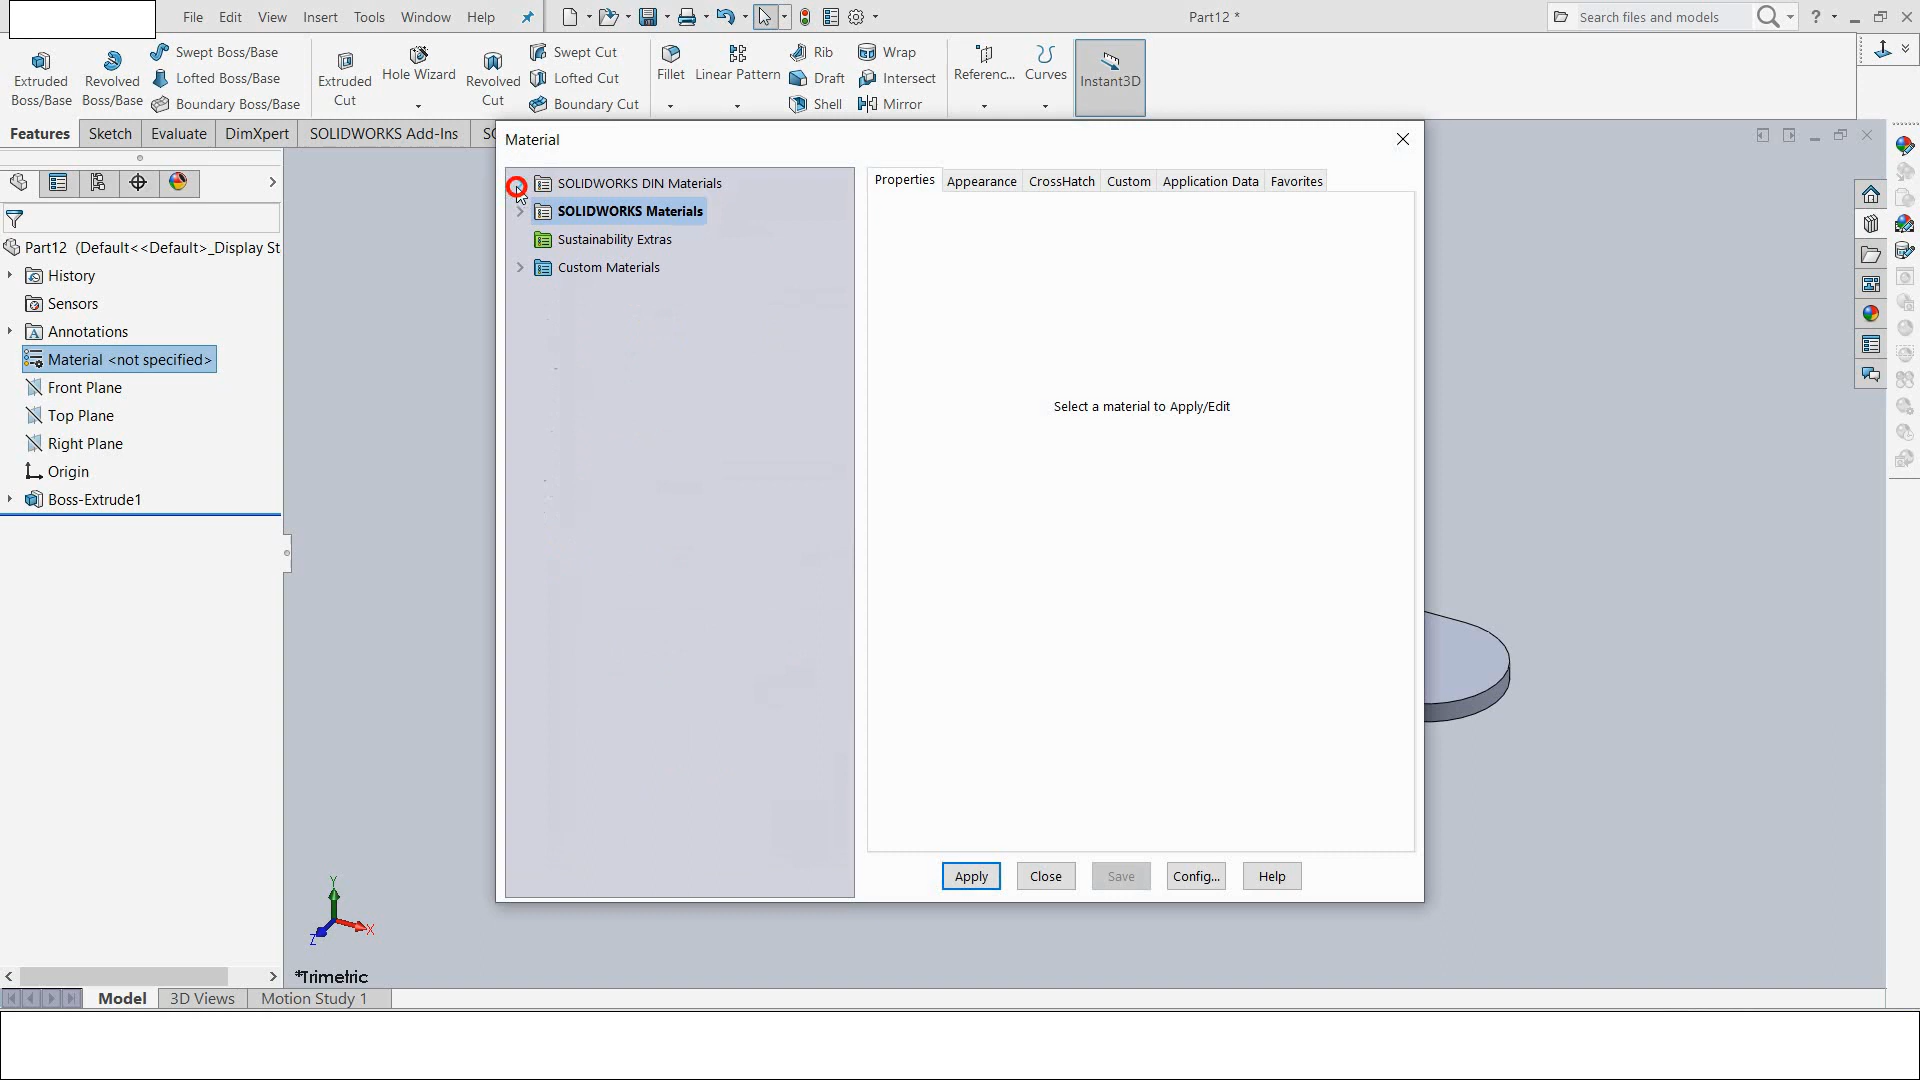 File Edit View Insert Tools Window Help
Part12 *
Search files and models
?
Extruded Boss/Base
Revolved Boss/Base
Swept Boss/Base
Lofted Boss/Base
Boundary Boss/Base
Extruded Cut
Hole Wizard
Revolved Cut
Swept Cut
Lofted Cut
Boundary Cut
Fillet
Linear Pattern
Rib
Draft
Shell
Wrap
Intersect
Mirror
Referenc...
Curves
Instant3D
Features Sketch Evaluate DimXpert SOLIDWORKS Add-Ins SO
Part12 (Default<<Default>_Display St
History
Sensors
Annotations
Material <not specified>
Front Plane
Top Plane
Right Plane
Origin
Boss-Extrude1
Material
SOLIDWORKS DIN Materials
SOLIDWORKS Materials
Sustainability Extras
Custom Materials
Properties Appearance CrossHatch Custom Application Data Favorites
Select a material to Apply/Edit
Apply Close Save Config... Help
Y
X
Z
*Trimetric
Model 3D Views Motion Study 1